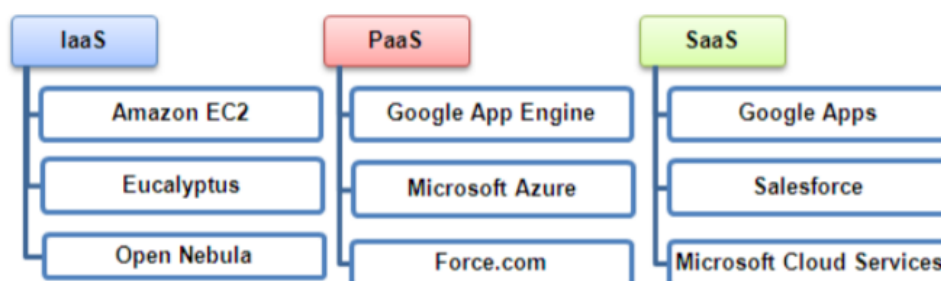 IaaS
Amazon EC2
Eucalyptus
Open Nebula
PaaS
Google App Engine
Microsoft Azure
Force.com
SaaS
Google Apps
Salesforce
Microsoft Cloud Services